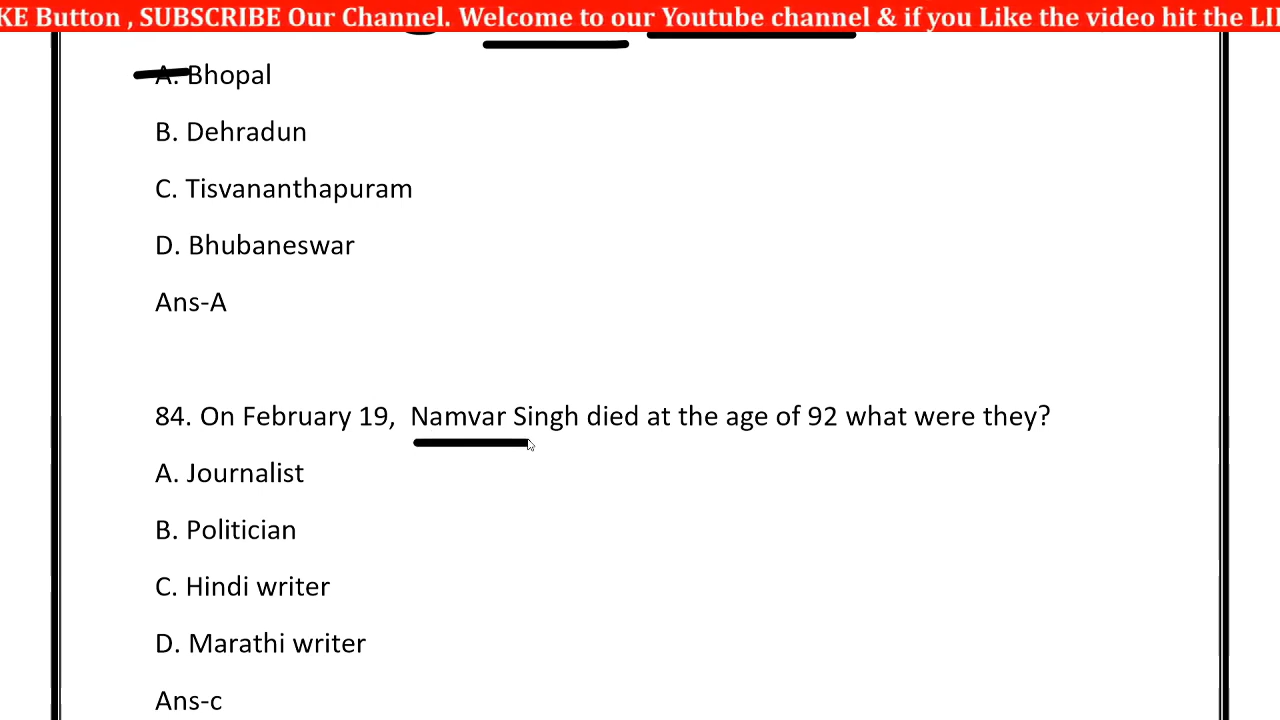 KE Button , SUBSCRIBE Our Channel. Welcome to our Youtube channel & if you Like the video hit the LI
A. Bhopal
B. Dehradun
C. Tisvananthapuram
D. Bhubaneswar
Ans-A
84. On February 19, Namvar Singh died at the age of 92 what were they?
A. Journalist
B. Politician
C. Hindi writer
D. Marathi writer
Ans-c